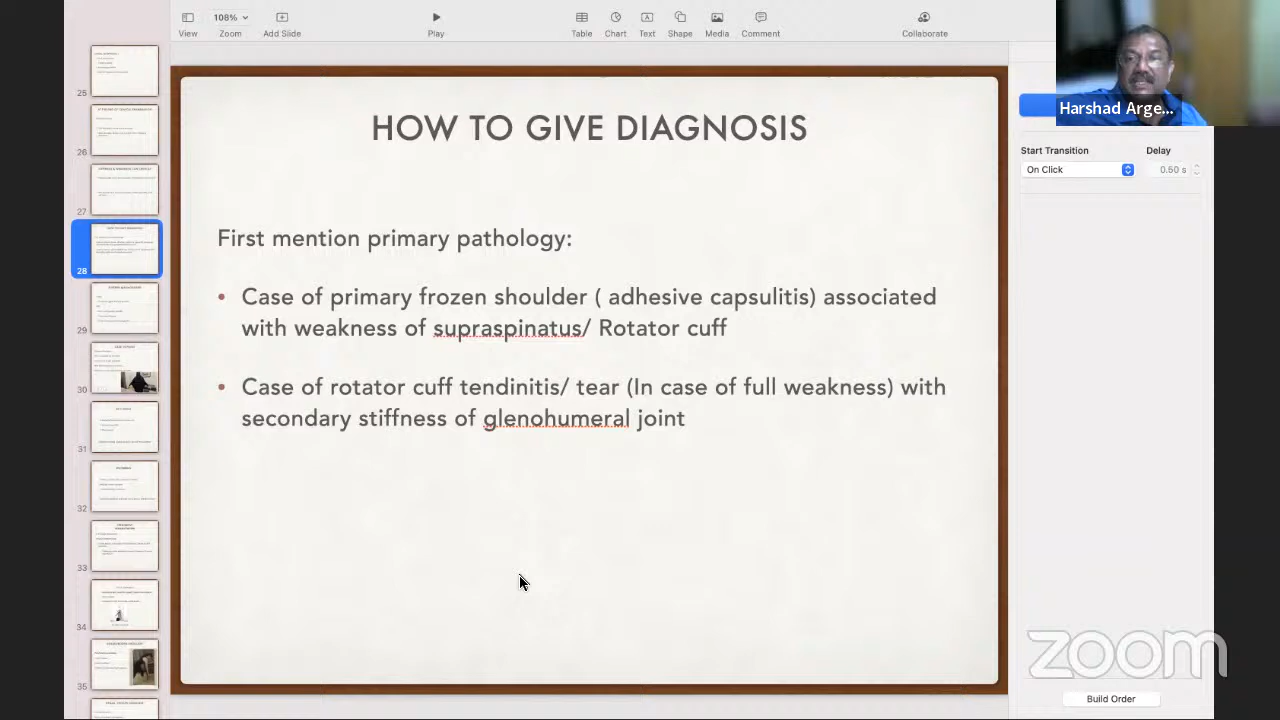 108%
View
Zoom
Add Slide
Play
Table
Chart
Text
Shape
Media
Comment
Collaborate
Harshad Arge...
Start Transition
Delay
On Click
0.50 s
HOW TO GIVE DIAGNOSIS
First mention primary pathology:
• Case of primary frozen shoulder ( adhesive capsulitis) associated
with weakness of supraspinatus/ Rotator cuff
• Case of rotator cuff tendinitis/ tear (In case of full weakness) with
secondary stiffness of glenohumeral joint
25
26
27
28
29
30
31
32
33
34
35
zoom
Build Order